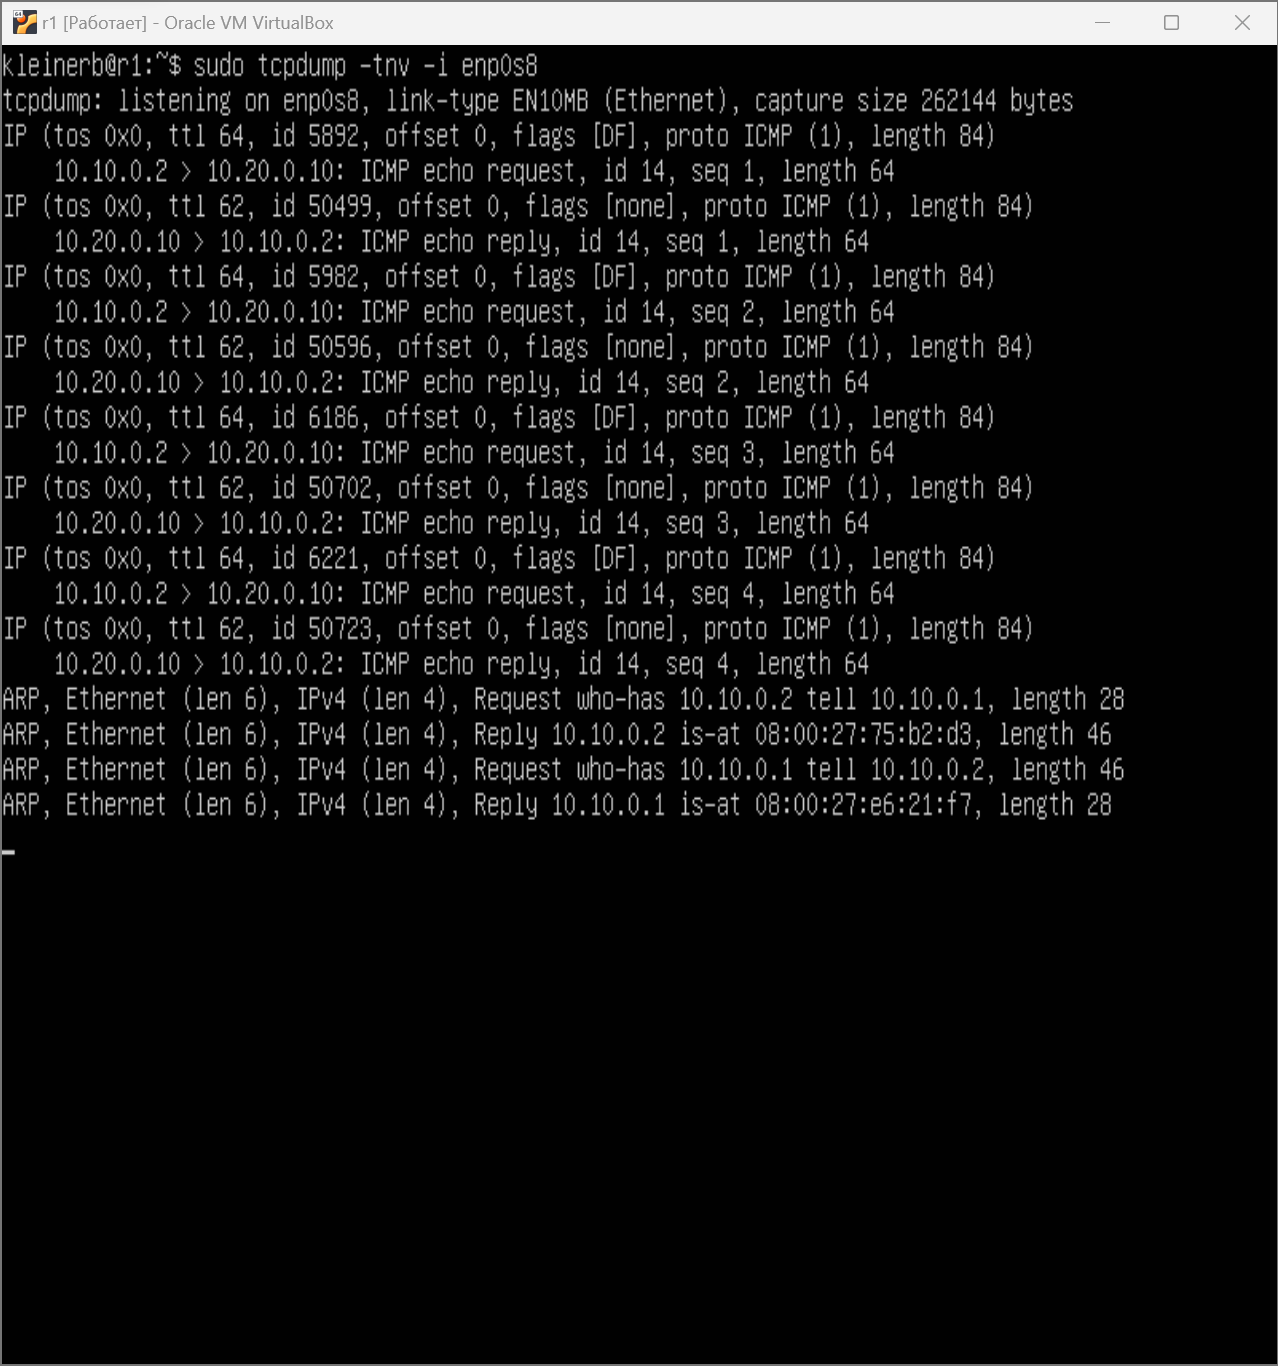 r1 [Работает] - Oracle VM VirtualBox
kleinerb@r1:~$ sudo tcpdump -tnv -i enp0s8
tcpdump: listening on enp0s8, link-type EN10MB (Ethernet), capture size 262144 bytes
IP (tos 0x0, ttl 64, id 5892, offset 0, flags [DF], proto ICMP (1), length 84)
    10.10.0.2 > 10.20.0.10: ICMP echo request, id 14, seq 1, length 64
IP (tos 0x0, ttl 62, id 50499, offset 0, flags [none], proto ICMP (1), length 84)
    10.20.0.10 > 10.10.0.2: ICMP echo reply, id 14, seq 1, length 64
IP (tos 0x0, ttl 64, id 5982, offset 0, flags [DF], proto ICMP (1), length 84)
    10.10.0.2 > 10.20.0.10: ICMP echo request, id 14, seq 2, length 64
IP (tos 0x0, ttl 62, id 50596, offset 0, flags [none], proto ICMP (1), length 84)
    10.20.0.10 > 10.10.0.2: ICMP echo reply, id 14, seq 2, length 64
IP (tos 0x0, ttl 64, id 6186, offset 0, flags [DF], proto ICMP (1), length 84)
    10.10.0.2 > 10.20.0.10: ICMP echo request, id 14, seq 3, length 64
IP (tos 0x0, ttl 62, id 50702, offset 0, flags [none], proto ICMP (1), length 84)
    10.20.0.10 > 10.10.0.2: ICMP echo reply, id 14, seq 3, length 64
IP (tos 0x0, ttl 64, id 6221, offset 0, flags [DF], proto ICMP (1), length 84)
    10.10.0.2 > 10.20.0.10: ICMP echo request, id 14, seq 4, length 64
IP (tos 0x0, ttl 62, id 50723, offset 0, flags [none], proto ICMP (1), length 84)
    10.20.0.10 > 10.10.0.2: ICMP echo reply, id 14, seq 4, length 64
ARP, Ethernet (len 6), IPv4 (len 4), Request who-has 10.10.0.2 tell 10.10.0.1, length 28
ARP, Ethernet (len 6), IPv4 (len 4), Reply 10.10.0.2 is-at 08:00:27:75:b2:d3, length 46
ARP, Ethernet (len 6), IPv4 (len 4), Request who-has 10.10.0.1 tell 10.10.0.2, length 46
ARP, Ethernet (len 6), IPv4 (len 4), Reply 10.10.0.1 is-at 08:00:27:e6:21:f7, length 28